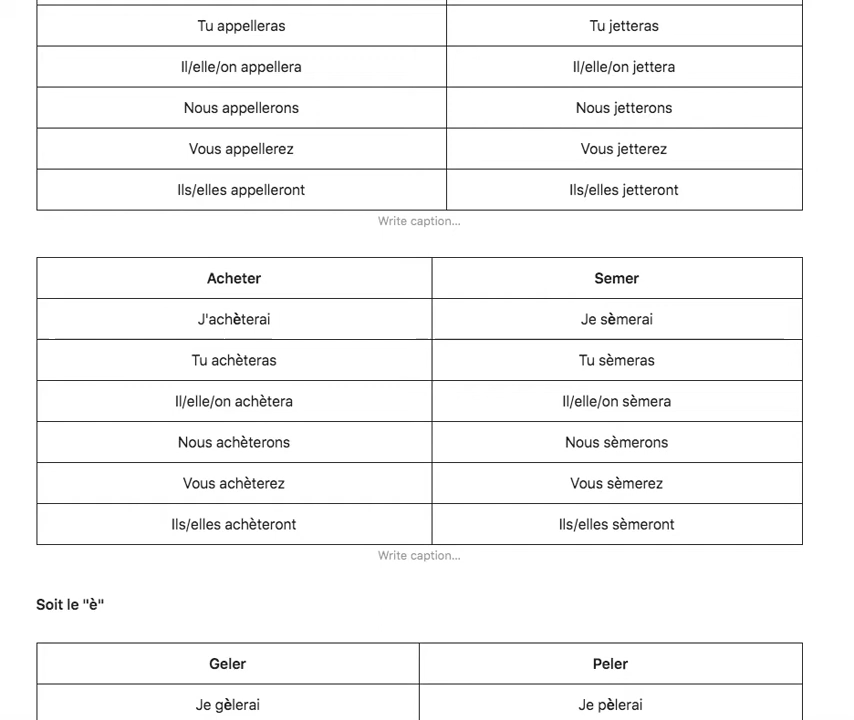 Tu appelleras Tu jetteras
Il/elle/on appellera Il/elle/on jettera
Nous appellerons Nous jetterons
Vous appellerez Vous jetterez
Ils/elles appelleront Ils/elles jetteront
Write caption...
Acheter Semer
J'achèterai Je sèmerai
Tu achèteras Tu sèmeras
Il/elle/on achètera Il/elle/on sèmera
Nous achèterons Nous sèmerons
Vous achèterez Vous sèmerez
Ils/elles achèteront Ils/elles sèmeront
Write caption...
Soit le "è"
Geler Peler
Je gèlerai Je pèlerai